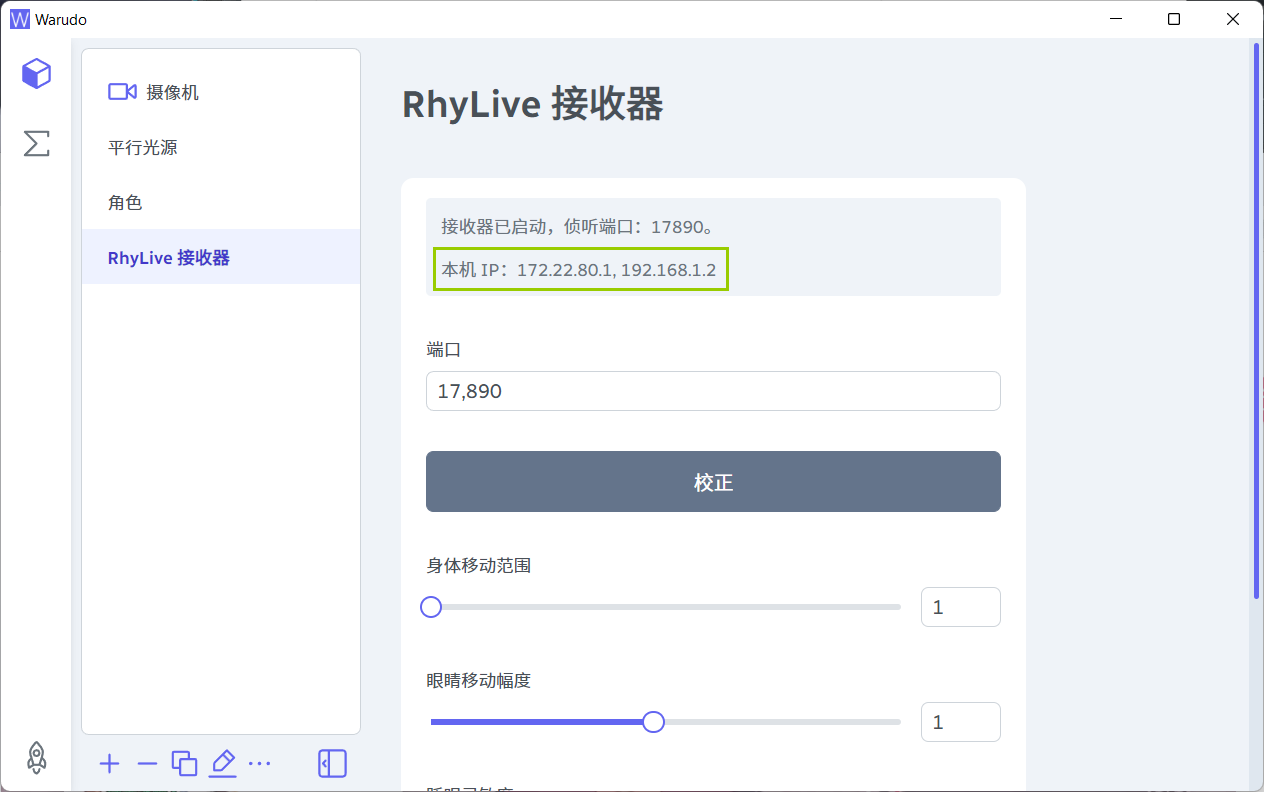 Warudo
摄像机
平行光源
角色
RhyLive 接收器
RhyLive 接收器
接收器已启动，侦听端口：17890。
本机 IP：172.22.80.1, 192.168.1.2
端口
17,890
校正
身体移动范围
1
眼睛移动幅度
1